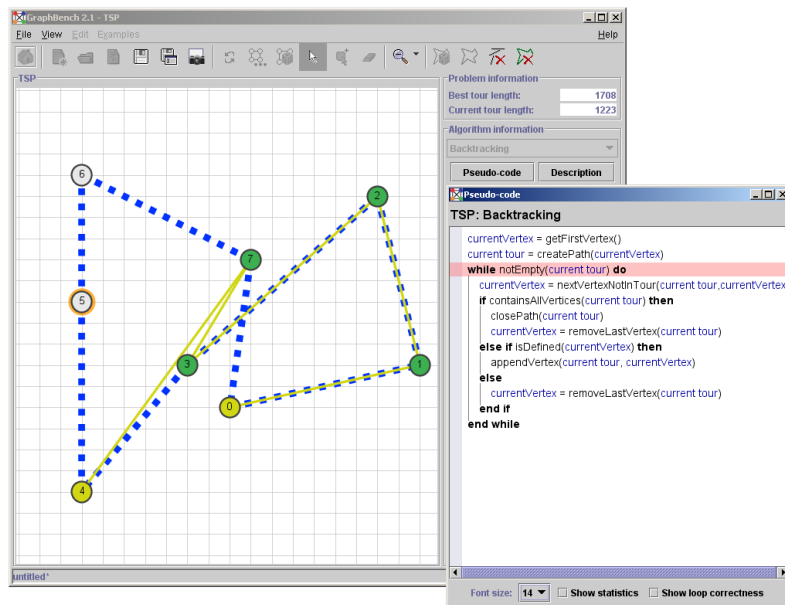 GraphBench 2.1 - TSP
File View Edit Examples Help
TSP
Problem information
Best tour length: 1708
Current tour length: 1223
Algorithm information
Backtracking
Pseudo-code Description
6
2
7
5
3
1
0
4
untitled*
Pseudo-code
TSP: Backtracking
currentVertex = getFirstVertex()
current tour = createPath(currentVertex)
while notEmpty(current tour) do
currentVertex = nextVertexNotInTour(current tour,currentVertex
if containsAllVertices(current tour) then
closePath(current tour)
currentVertex = removeLastVertex(current tour)
else if isDefined(currentVertex) then
appendVertex(current tour, currentVertex)
else
currentVertex = removeLastVertex(current tour)
end if
end while
Font size: 14 Show statistics Show loop correctness